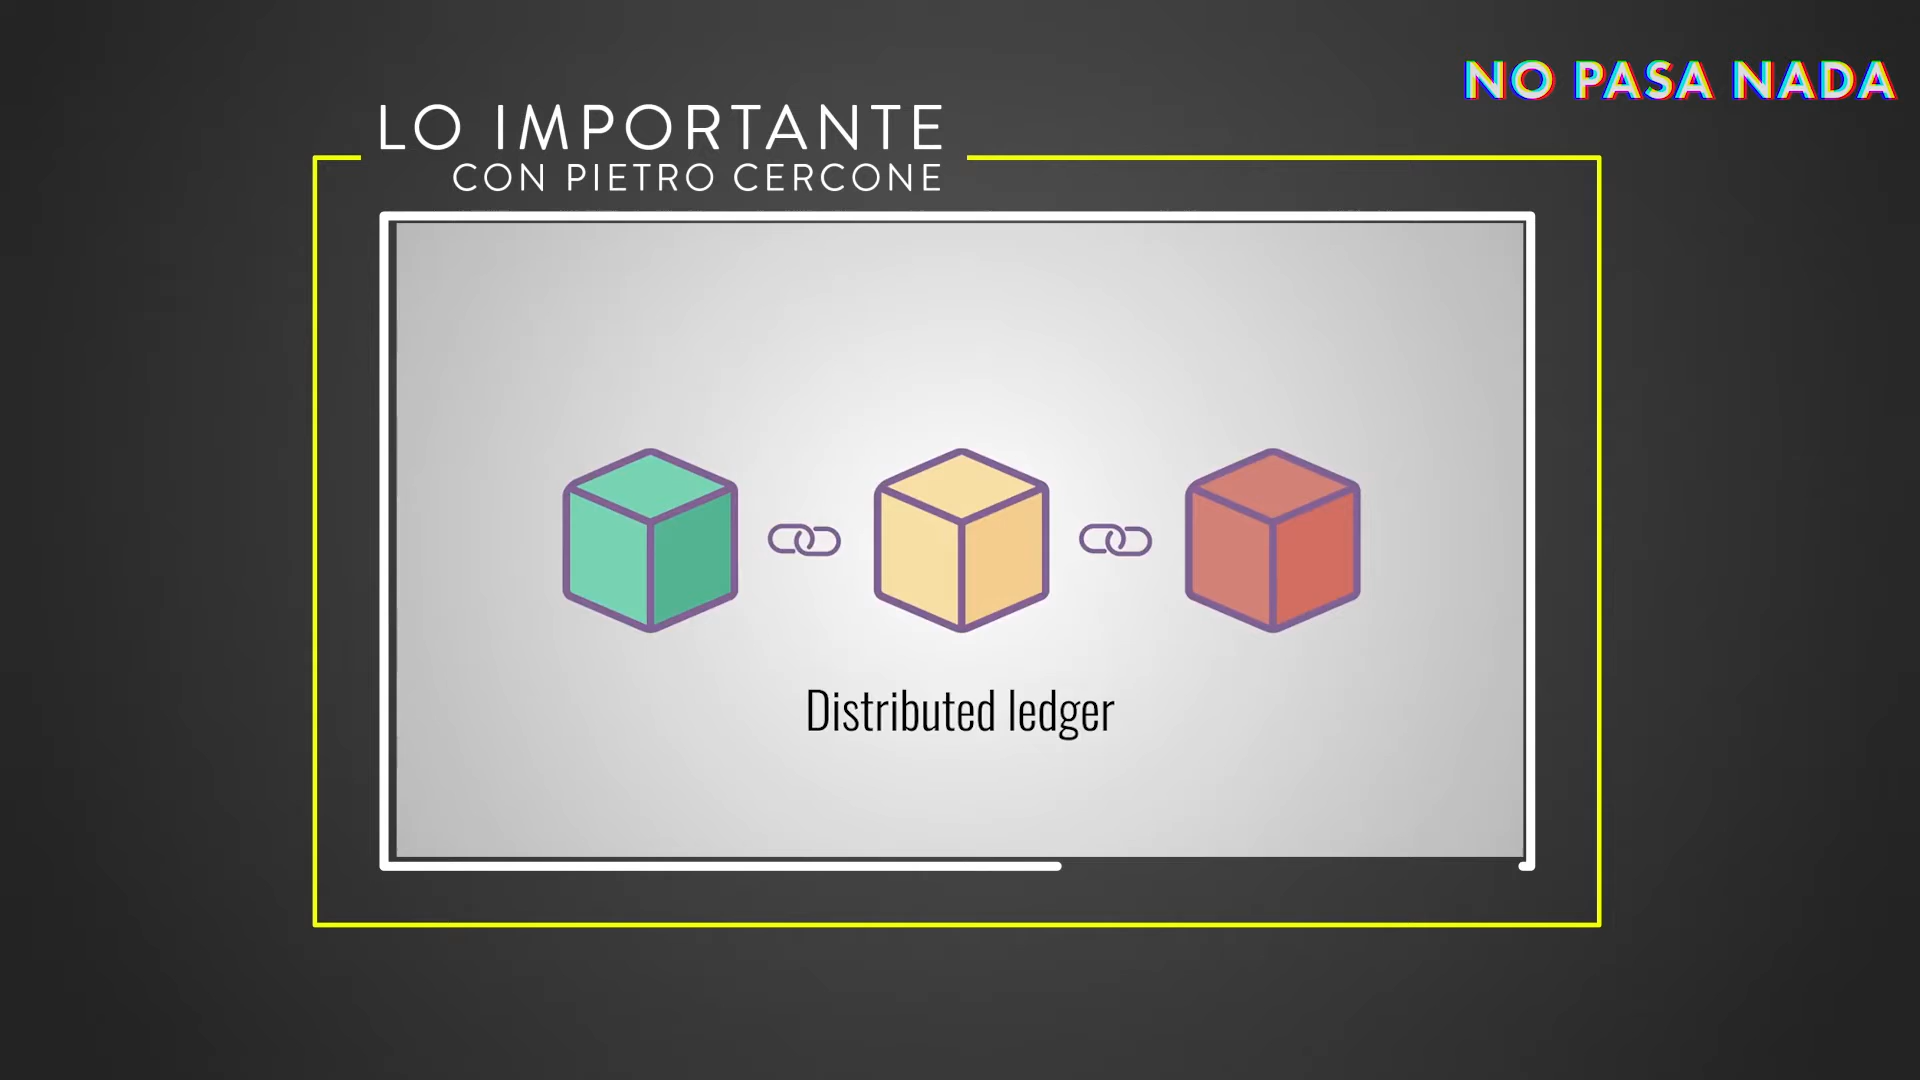 NO PASA NADA
LO IMPORTANTE
CON PIETRO CERCONE
Distributed ledger